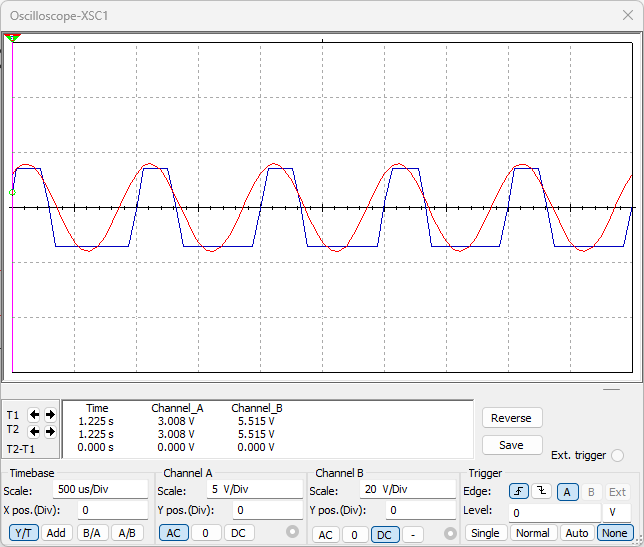 Oscilloscope-XSC1
Time Channel_A Channel_B
T1 1.225 s 3.008 V 5.515 V
T2 1.225 s 3.008 V 5.515 V
T2-T1 0.000 s 0.000 V 0.000 V
Reverse
Save
Ext. trigger
Timebase
Scale: 500 us/Div
X pos.(Div): 0
Y/T Add B/A A/B
Channel A
Scale: 5 V/Div
Y pos.(Div): 0
AC 0 DC
Channel B
Scale: 20 V/Div
Y pos.(Div): 0
AC 0 DC -
Trigger
Edge: A B Ext
Level: 0 V
Single Normal Auto None